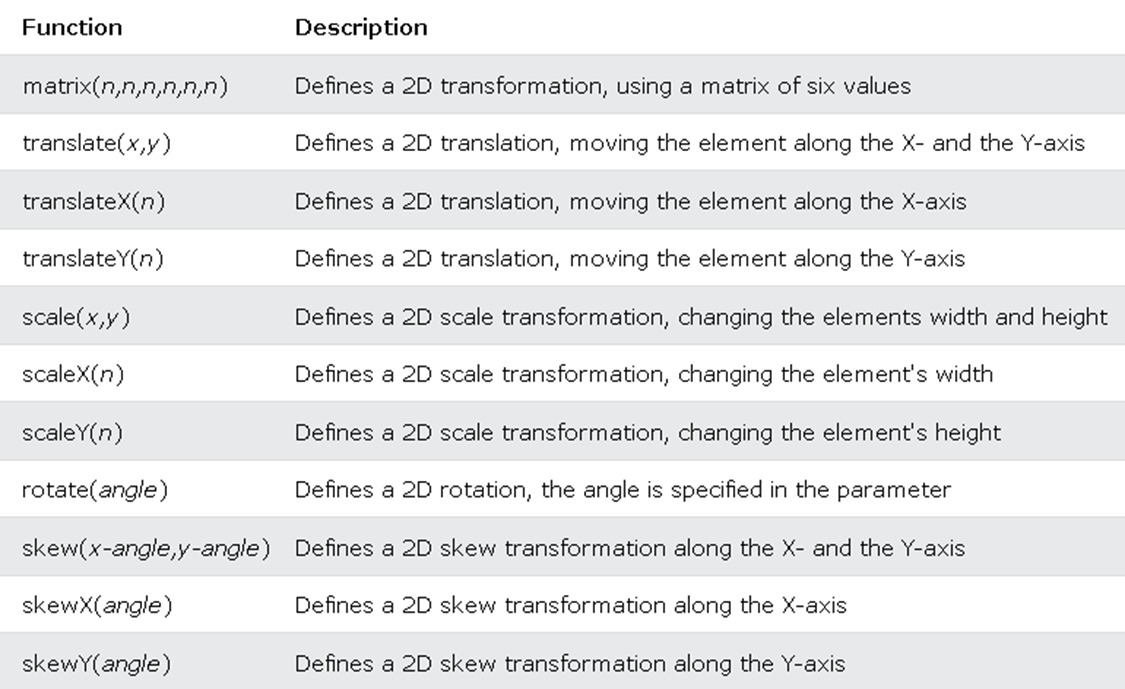 Function Description
matrix(n,n,n,n,n,n) Defines a 2D transformation, using a matrix of six values
translate(x,y) Defines a 2D translation, moving the element along the X- and the Y-axis
translateX(n) Defines a 2D translation, moving the element along the X-axis
translateY(n) Defines a 2D translation, moving the element along the Y-axis
scale(x,y) Defines a 2D scale transformation, changing the elements width and height
scaleX(n) Defines a 2D scale transformation, changing the element's width
scaleY(n) Defines a 2D scale transformation, changing the element's height
rotate(angle) Defines a 2D rotation, the angle is specified in the parameter
skew(x-angle,y-angle) Defines a 2D skew transformation along the X- and the Y-axis
skewX(angle) Defines a 2D skew transformation along the X-axis
skewY(angle) Defines a 2D skew transformation along the Y-axis